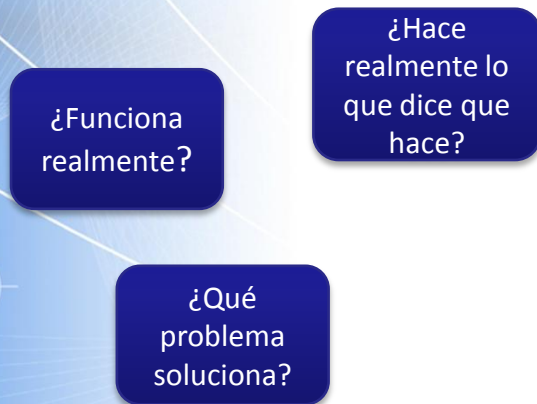 ¿Hace
realmente lo
que dice que
hace?
¿Funciona
realmente?
¿Qué
problema
soluciona?